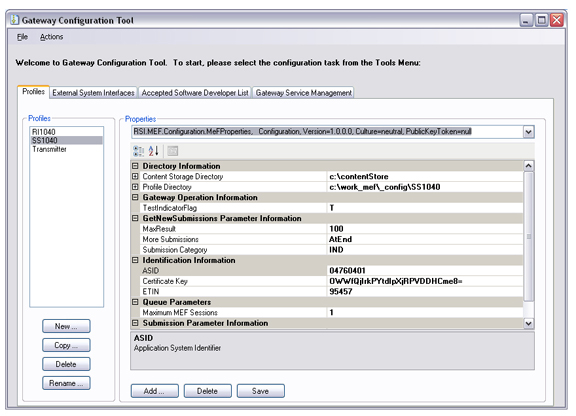 Gateway Configuration Tool
File Actions
Welcome to Gateway Configuration Tool. To start, please select the configuration task from the Tools Menu:
Profiles External System Interfaces Accepted Software Developer List Gateway Service Management
Profiles
RI1040
SS1040
Transmitter
New ...
Copy ...
Delete
Rename ...
Properties
RSI.MEF.Configuration.MeFProperties, Configuration, Version=1.0.0.0, Culture=neutral, PublicKeyToken=null
Directory Information
Content Storage Directory c:\contentStore
Profile Directory c:\work_mef\_config\SS1040
Gateway Operation Information
TestIndicatorFlag T
GetNewSubmissions Parameter Information
MaxResult 100
More Submissions AtEnd
Submission Category IND
Identification Information
ASID 04760401
Certificate Key
ETIN 95457
Queue Parameters
Maximum MEF Sessions 1
Submission Parameter Information
ASID
Application System Identifier
Add ... Delete Save